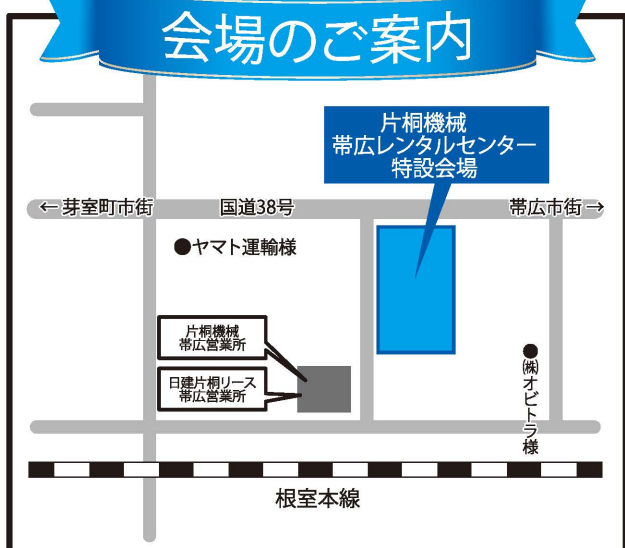 会場のご案内
片桐機械
帯広レンタルセンター
特設会場
←芽室町市街
国道38号
帯広市街→
●ヤマト運輸様
片桐機械
帯広営業所
日建片桐リース
帯広営業所
●㈱オビトラ様
根室本線